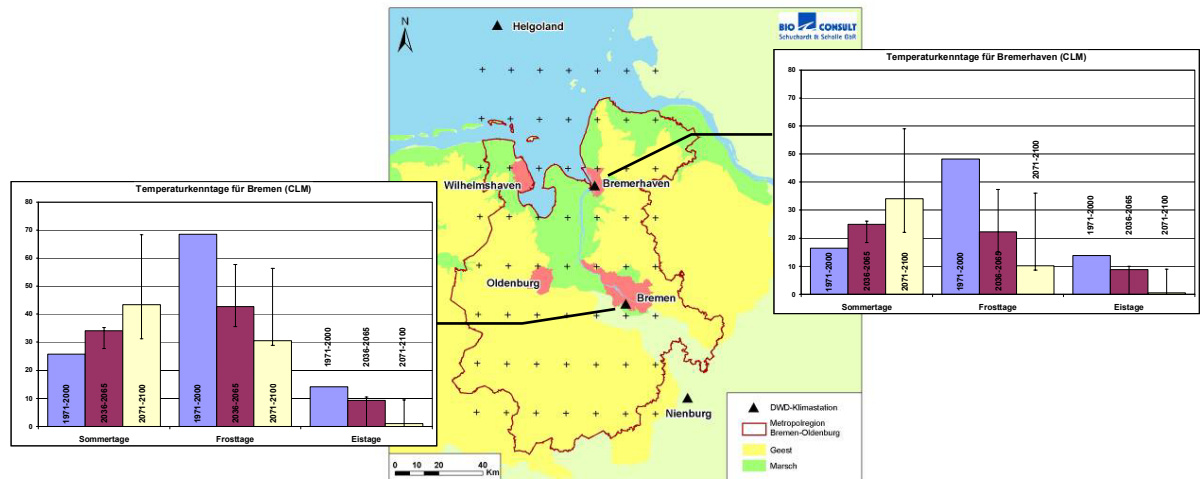 N
Helgoland
BIO CONSULT
Schuchardt & Scholle GbR
Wilhelmshaven
Bremerhaven
Oldenburg
Bremen
Nienburg
DWD-Klimastation
Metropolregion
Bremen-Oldenburg
Geest
Marsch
0 10 20 40
Km
Temperaturkenntage für Bremen (CLM)
80
70
60
50
40
30
20
10
0
1971-2000
2036-2065
2071-2100
1971-2000
2036-2065
2071-2100
1971-2000
2036-2065
2071-2100
Sommertage Frosttage Eistage
Temperaturkenntage für Bremerhaven (CLM)
80
70
60
50
40
30
20
10
0
1971-2000
2036-2065
2071-2100
1971-2000
2036-2065
2071-2100
1971-2000
2036-2065
2071-2100
Sommertage Frosttage Eistage